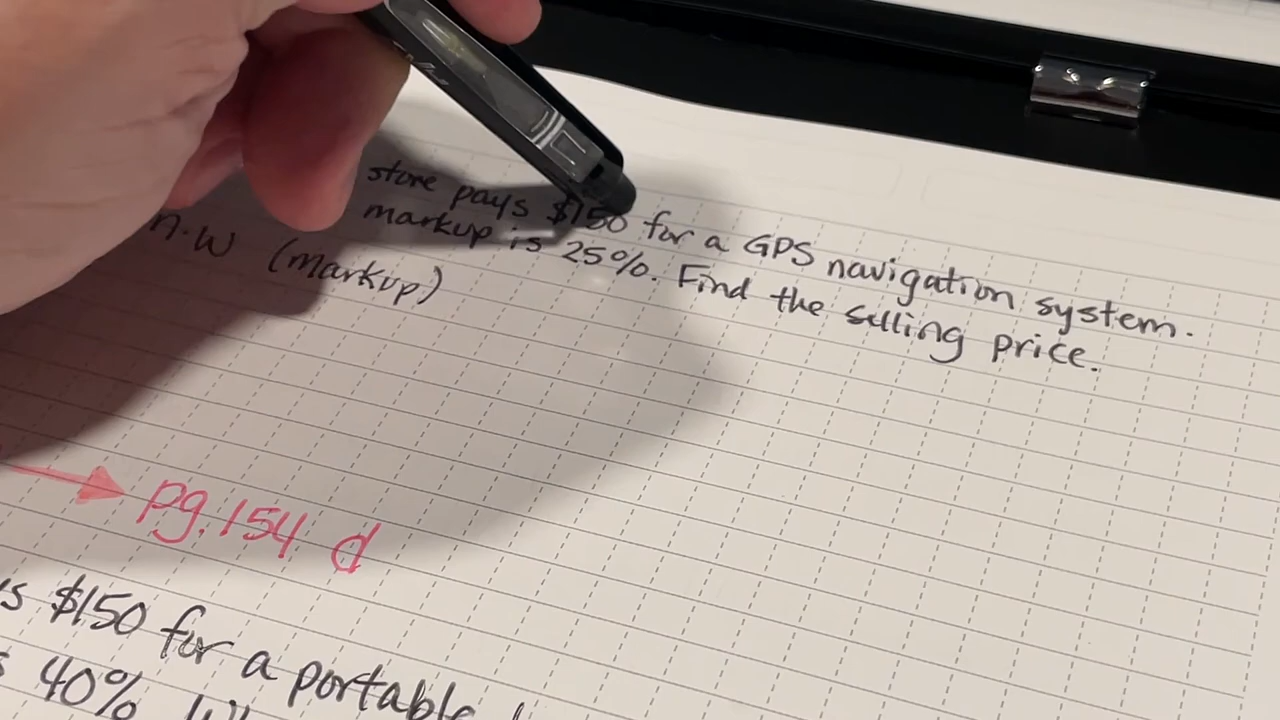 store pays $150 for a GPS navigation system.
markup is 25%. Find the selling price.
n.W (markup)
pg.154 d
$150 for a portable
40%